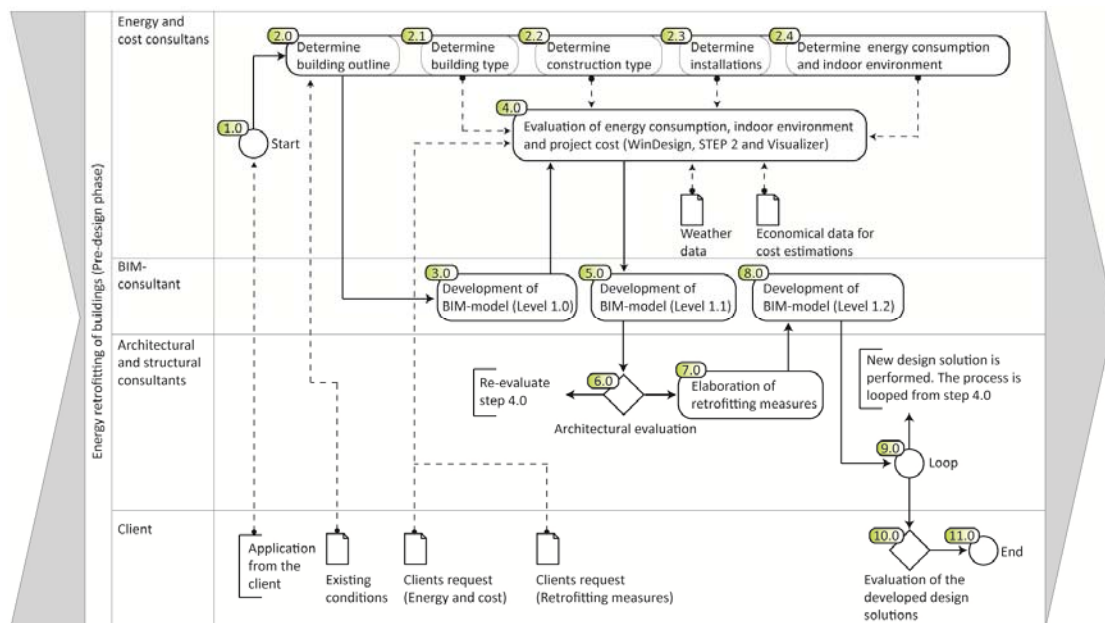 Energy retrofitting of buildings (Pre-design phase)
Energy and
cost consultans
2.0
Determine
building outline
2.1
Determine
building type
2.2
Determine
construction type
2.3
Determine
installations
2.4
Determine energy consumption
and indoor environment
1.0
Start
4.0
Evaluation of energy consumption, indoor environment
and project cost (WinDesign, STEP 2 and Visualizer)
Weather
data
Economical data for
cost estimations
BIM-
consultant
3.0
Development of
BIM-model (Level 1.0)
5.0
Development of
BIM-model (Level 1.1)
8.0
Development of
BIM-model (Level 1.2)
Architectural
and structural
consultants
Re-evaluate
step 4.0
6.0
Architectural evaluation
7.0
Elaboration of
retrofitting measures
New design solution is
performed. The process is
looped from step 4.0
9.0
Loop
Client
Application
from the
client
Existing
conditions
Clients request
(Energy and cost)
Clients request
(Retrofitting measures)
10.0
Evaluation of the
developed design
solutions
11.0
End